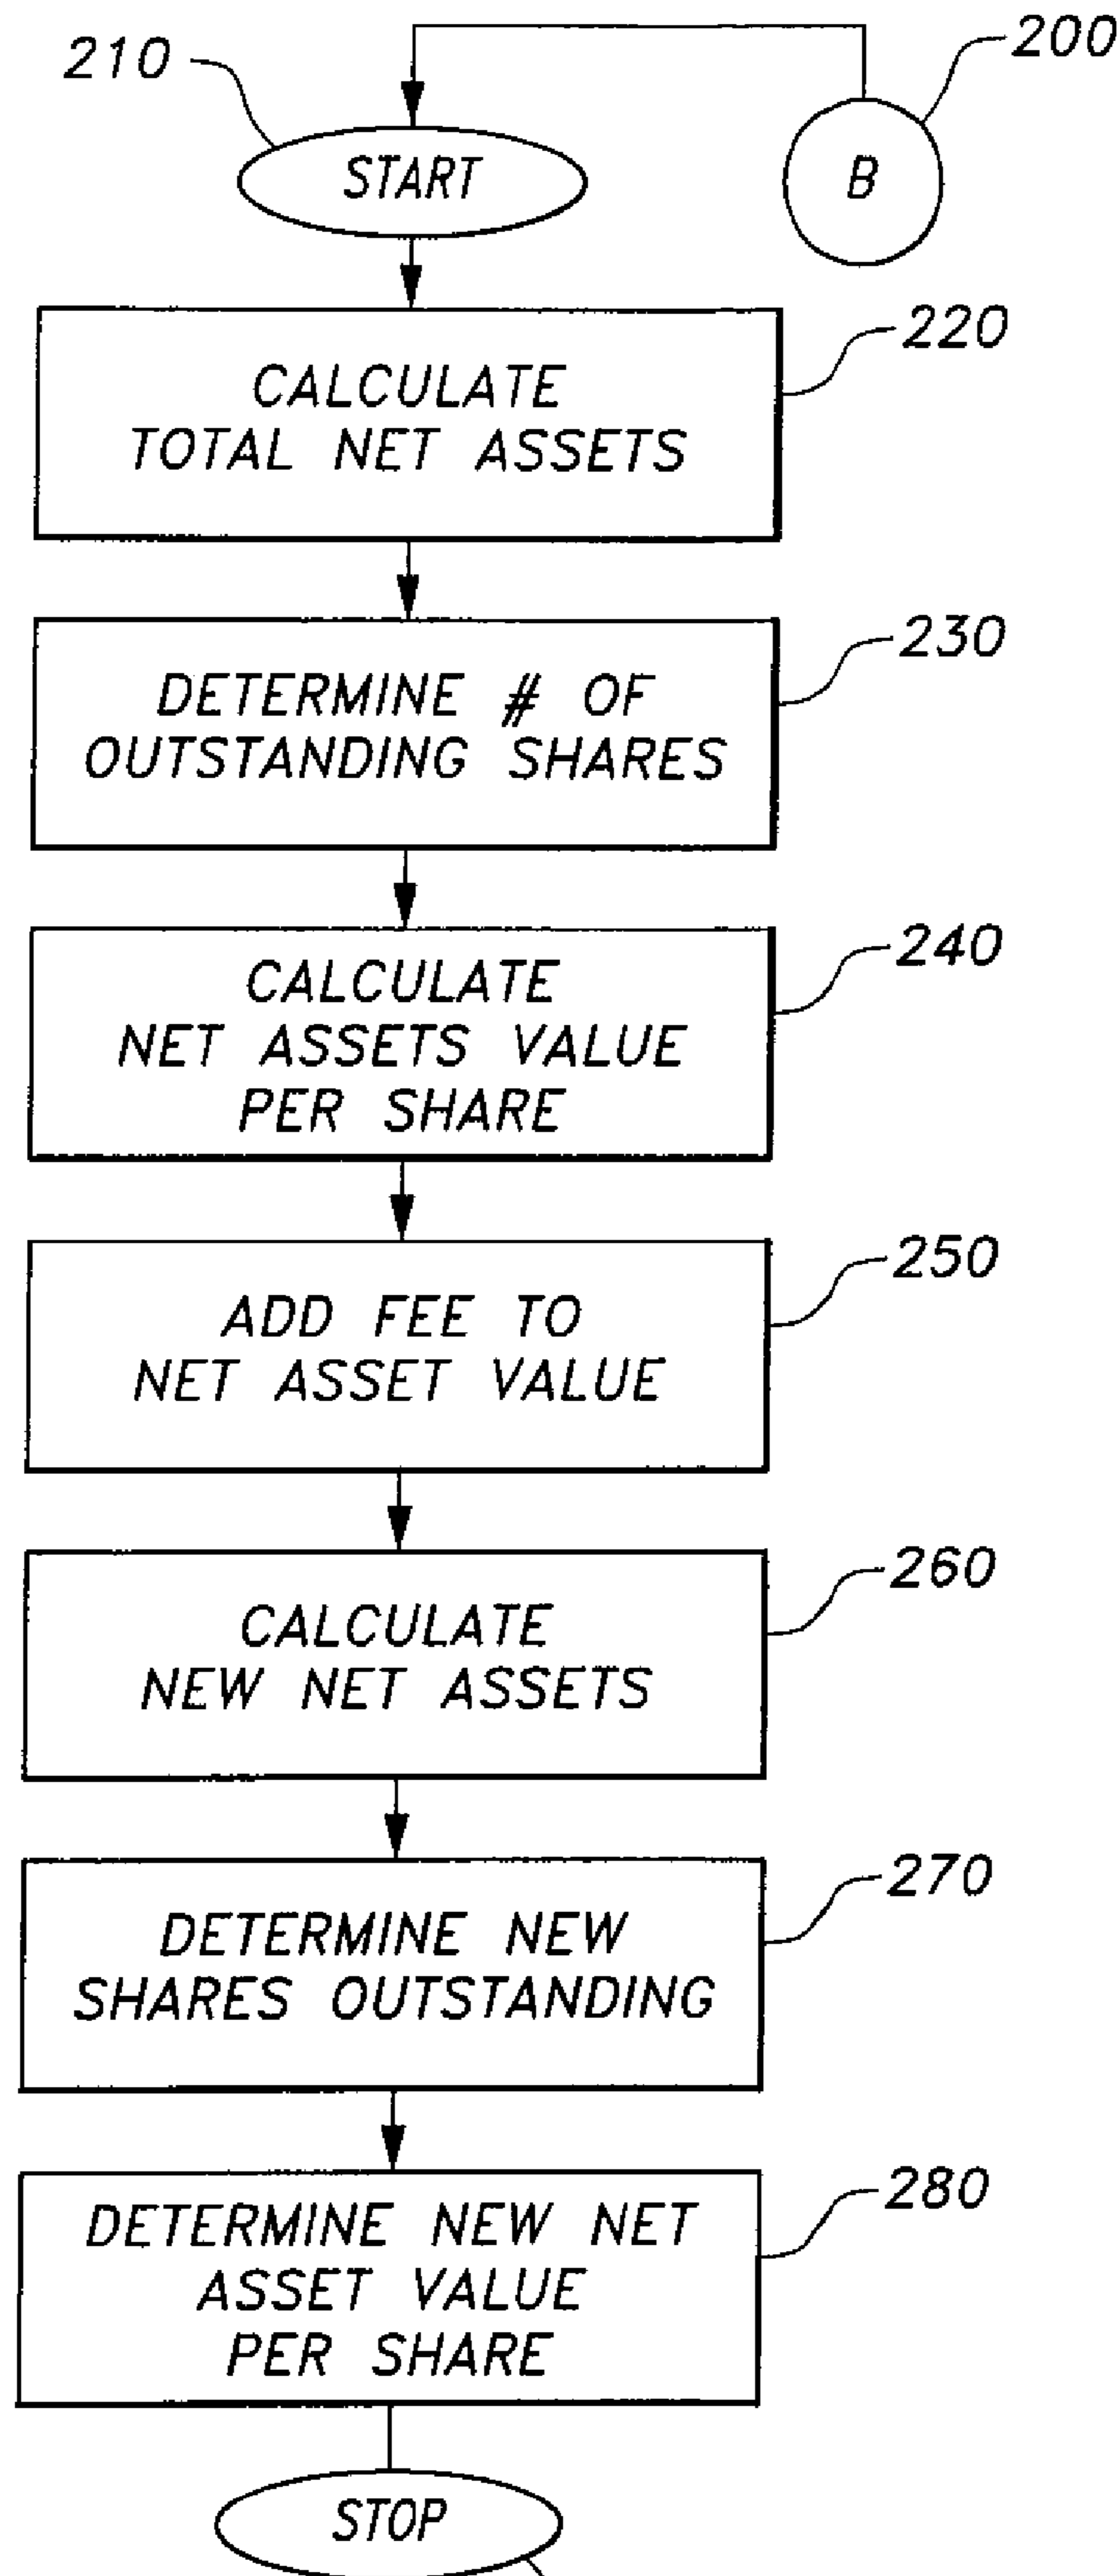 210
200
START
B
220
CALCULATE
TOTAL NET ASSETS
230
DETERMINE # OF
OUTSTANDING SHARES
240
CALCULATE
NET ASSETS VALUE
PER SHARE
250
ADD FEE TO
NET ASSET VALUE
260
CALCULATE
NEW NET ASSETS
270
DETERMINE NEW
SHARES OUTSTANDING
280
DETERMINE NEW NET
ASSET VALUE
PER SHARE
STOP